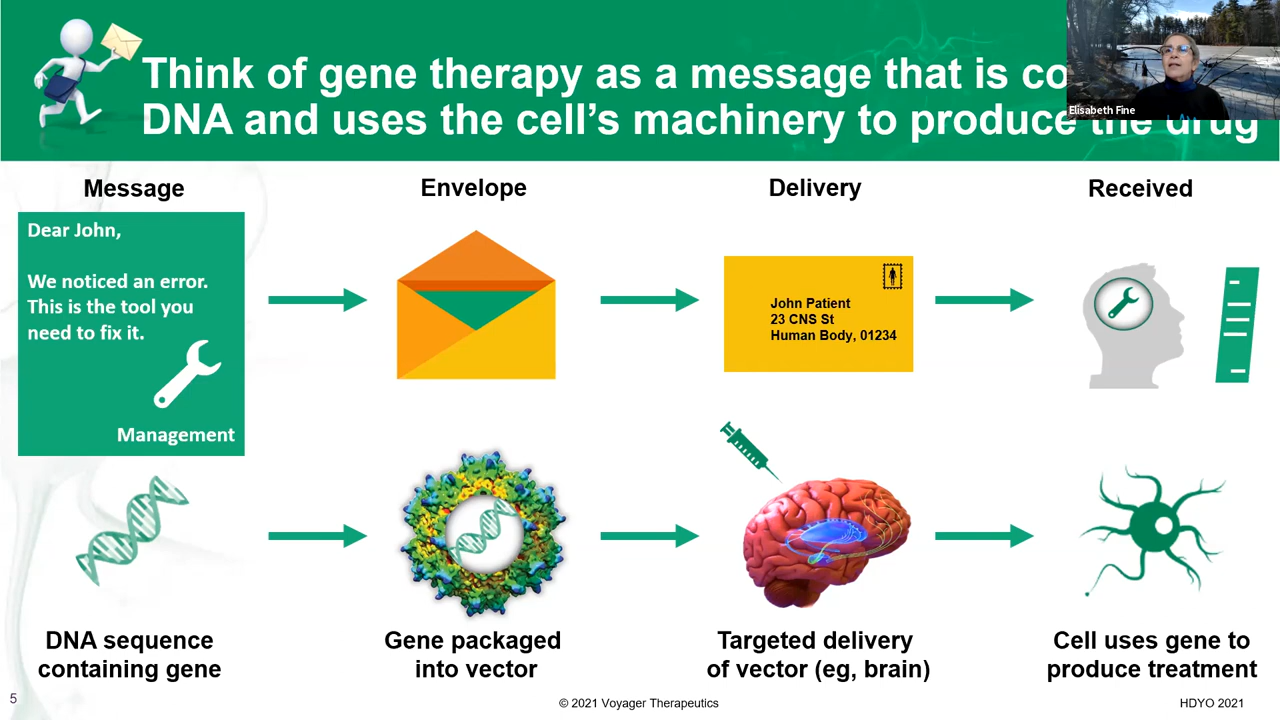 Think of gene therapy as a message that is
DNA and uses the cell's machinery to produce the drug
Elisabeth Fine
Message
Envelope
Delivery
Received
Dear John,
We noticed an error.
This is the tool you
need to fix it.
Management
John Patient
23 CNS St
Human Body, 01234
DNA sequence
containing gene
Gene packaged
into vector
Targeted delivery
of vector (eg, brain)
Cell uses gene to
produce treatment
5
© 2021 Voyager Therapeutics
HDYO 2021